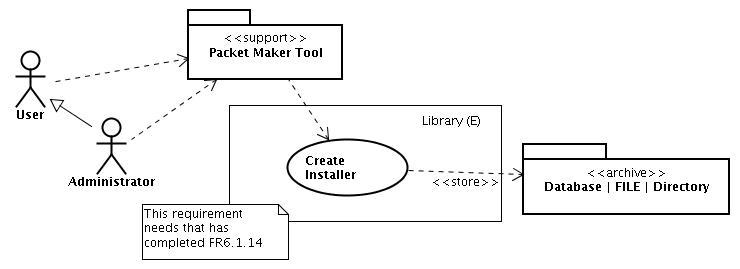 <<support>>
Packet Maker Tool
User
Library (E)
Administrator
Create
Installer
<<store>>
<<archive>>
Database | FILE | Directory
This requirement
needs that has
completed FR6.1.14